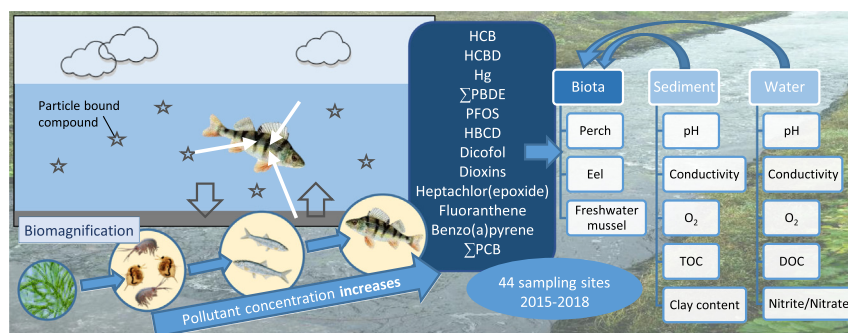 Particle bound
compound
Biomagnification
Pollutant concentration increases
HCB
HCBD
Hg
∑PBDE
PFOS
HBCD
Dicofol
Dioxins
Heptachlor(epoxide)
Fluoranthene
Benzo(a)pyrene
∑PCB
44 sampling sites
2015-2018
Biota
Perch
Eel
Freshwater
mussel
Sediment
pH
Conductivity
O₂
TOC
Clay content
Water
pH
Conductivity
O₂
DOC
Nitrite/Nitrate